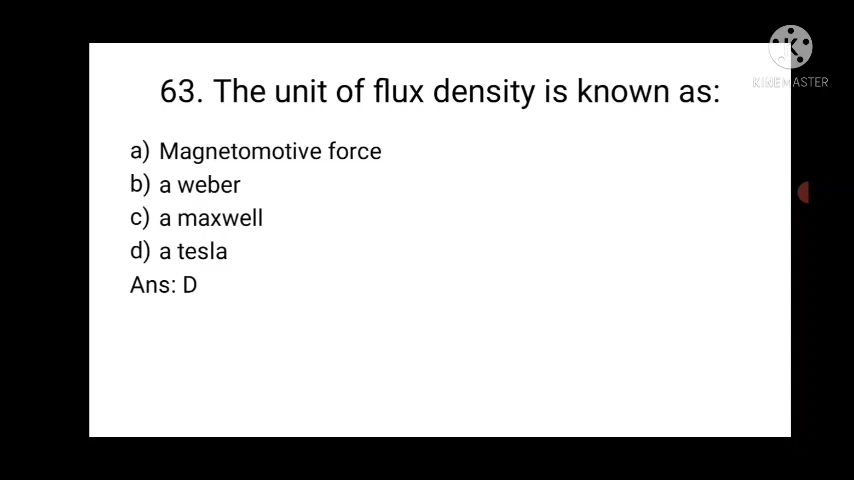 63. The unit of flux density is known as:
a) Magnetomotive force
b) a weber
c) a maxwell
d) a tesla
Ans: D
K
KINEMASTER